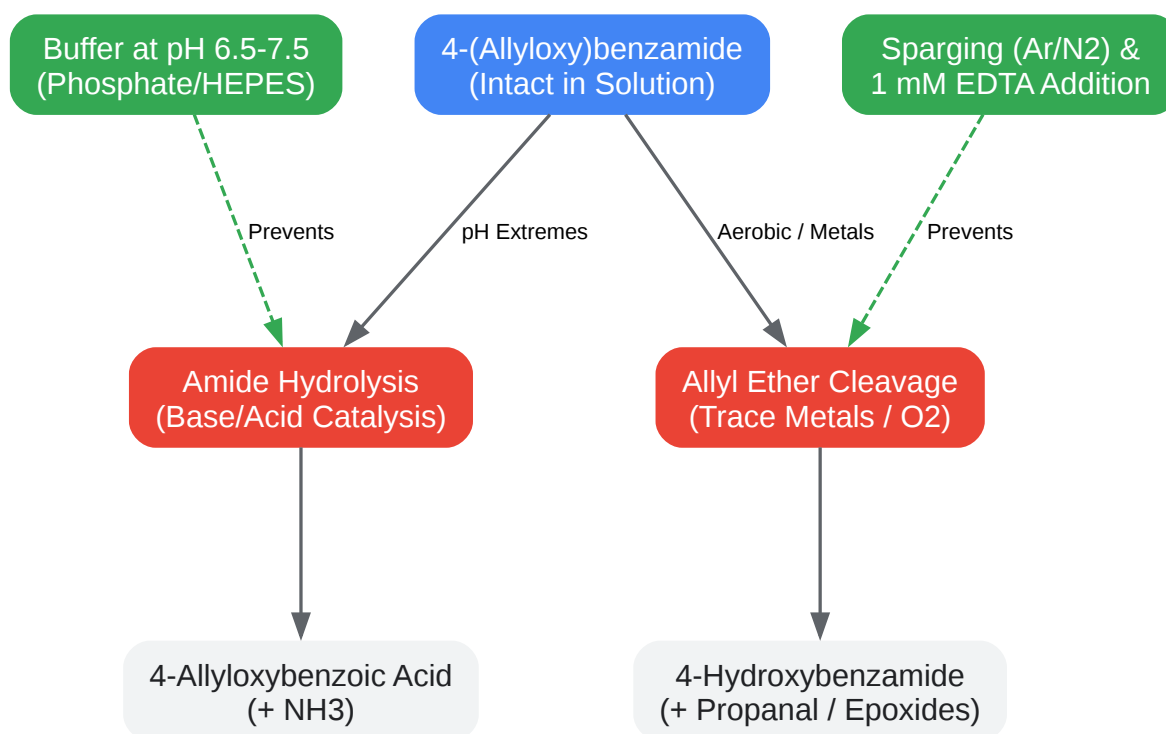 Buffer at pH 6.5-7.5
(Phosphate/HEPES)
4-(Allyloxy)benzamide
(Intact in Solution)
Sparging (Ar/N2) &
1 mM EDTA Addition
Prevents
pH Extremes
Aerobic / Metals
Prevents
Amide Hydrolysis
(Base/Acid Catalysis)
Allyl Ether Cleavage
(Trace Metals / O2)
4-Allyloxybenzoic Acid
(+ NH3)
4-Hydroxybenzamide
(+ Propanal / Epoxides)